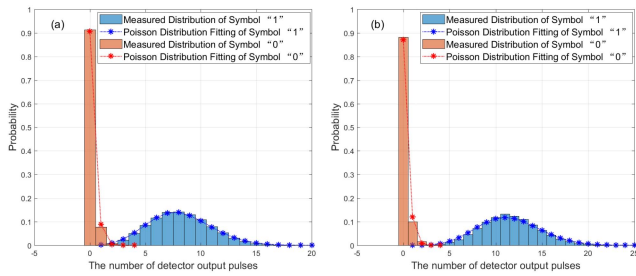 (a)
Measured Distribution of Symbol “1”
Poisson Distribution Fitting of Symbol “1”
Measured Distribution of Symbol “0”
Poisson Distribution Fitting of Symbol “0”
1
0.9
0.8
0.7
0.6
0.5
0.4
0.3
0.2
0.1
0
Probability
-5 0 5 10 15 20
The number of detector output pulses
(b)
Measured Distribution of Symbol “1”
Poisson Distribution Fitting of Symbol “1”
Measured Distribution of Symbol “0”
Poisson Distribution Fitting of Symbol “0”
1
0.9
0.8
0.7
0.6
0.5
0.4
0.3
0.2
0.1
0
Probability
-5 0 5 10 15 20 25
The number of detector output pulses